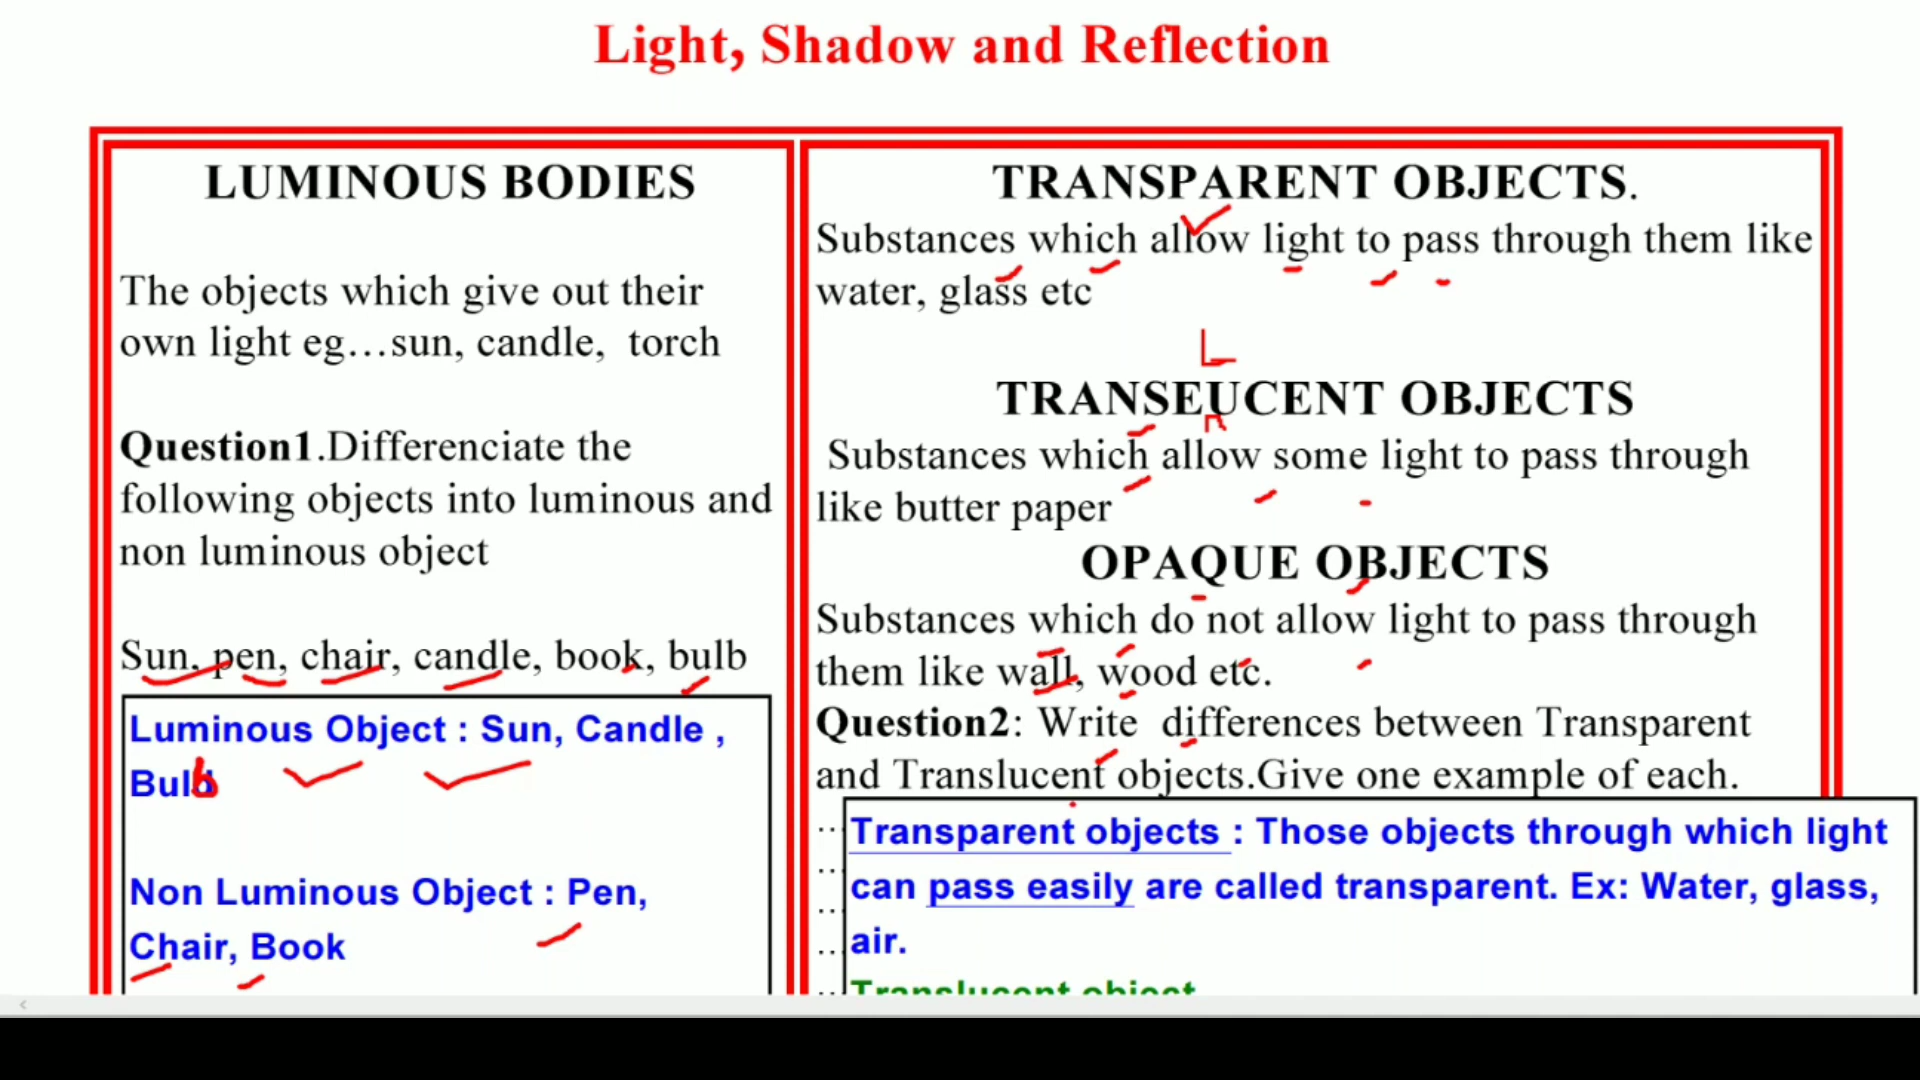 Light, Shadow and Reflection
LUMINOUS BODIES
The objects which give out their
own light eg...sun, candle, torch
Question1.Differenciate the
following objects into luminous and
non luminous object
Sun, pen, chair, candle, book, bulb
Luminous Object : Sun, Candle ,
Bulb
Non Luminous Object : Pen,
Chair, Book
TRANSPARENT OBJECTS.
Substances which allow light to pass through them like
water, glass etc
L
TRANSEUCENT OBJECTS
Substances which allow some light to pass through
like butter paper
OPAQUE OBJECTS
Substances which do not allow light to pass through
them like wall, wood etc.
Question2: Write differences between Transparent
and Translucent objects.Give one example of each.
Transparent objects : Those objects through which light
can pass easily are called transparent. Ex: Water, glass,
air.
Translucent object